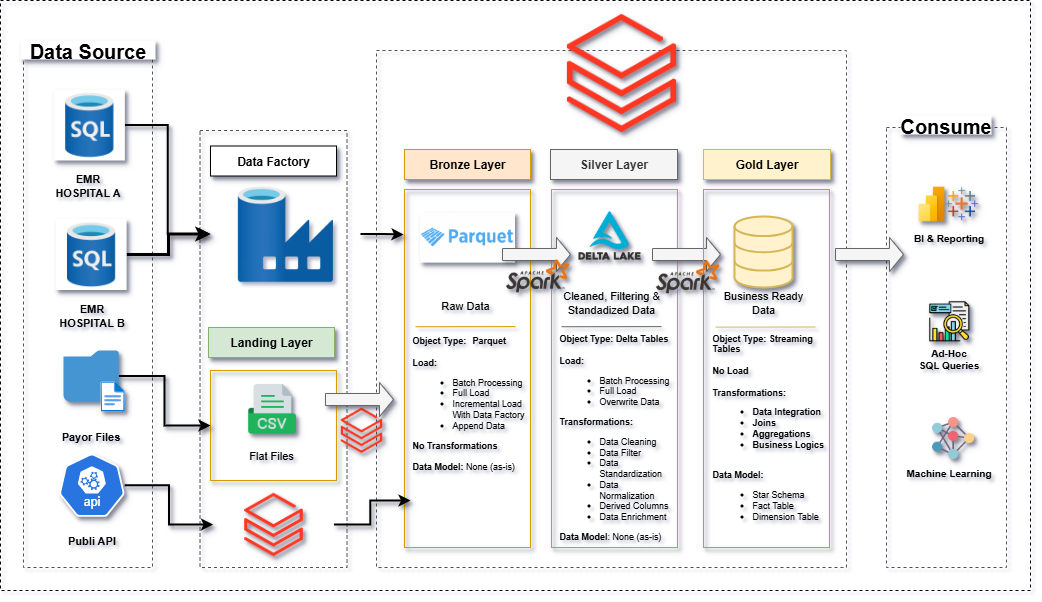 Data Source
SQL
EMR
HOSPITAL A
SQL
EMR
HOSPITAL B
Payor Files
api
Publi API
Data Factory
Landing Layer
CSV
Flat Files
Bronze Layer
Parquet
Raw Data
Object Type: Parquet
Load:
Batch Processing
Full Load
Incremental Load
With Data Factory
Append Data
No Transformations
Data Model: None (as-is)
APACHE
Spark
Silver Layer
DELTA LAKE
Cleaned, Filtering &
Standadized Data
Object Type: Delta Tables
Load:
Batch Processing
Full Load
Overwrite Data
Transformations:
Data Cleaning
Data Filter
Data
Standardization
Data
Normalization
Derived Columns
Data Enrichment
Data Model: None (as-is)
APACHE
Spark
Gold Layer
Business Ready
Data
Object Type: Streaming
Tables
No Load
Transformations:
Data Integration
Joins
Aggregations
Business Logics
Data Model:
Star Schema
Fact Table
Dimension Table
Consume
BI & Reporting
Ad-Hoc
SQL Queries
Machine Learning